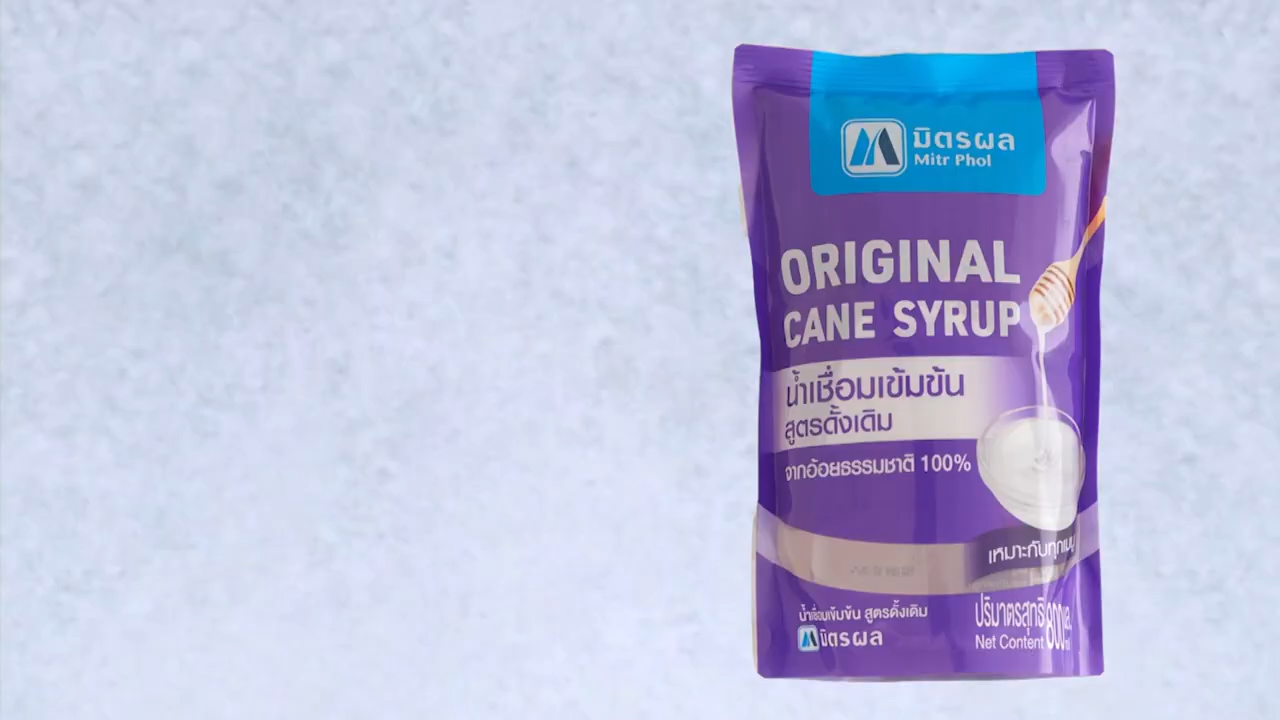 มิตรผล
Mitr Phol
ORIGINAL
CANE SYRUP
น้ำเชื่อมเข้มข้น
สูตรดั้งเดิม
จากอ้อยธรรมชาติ 100%
เหมาะกับทุกเมนู
น้ำเชื่อมเข้มข้น สูตรดั้งเดิม
มิตรผล
ปริมาตรสุทธิ 800 มล.
Net Content ml